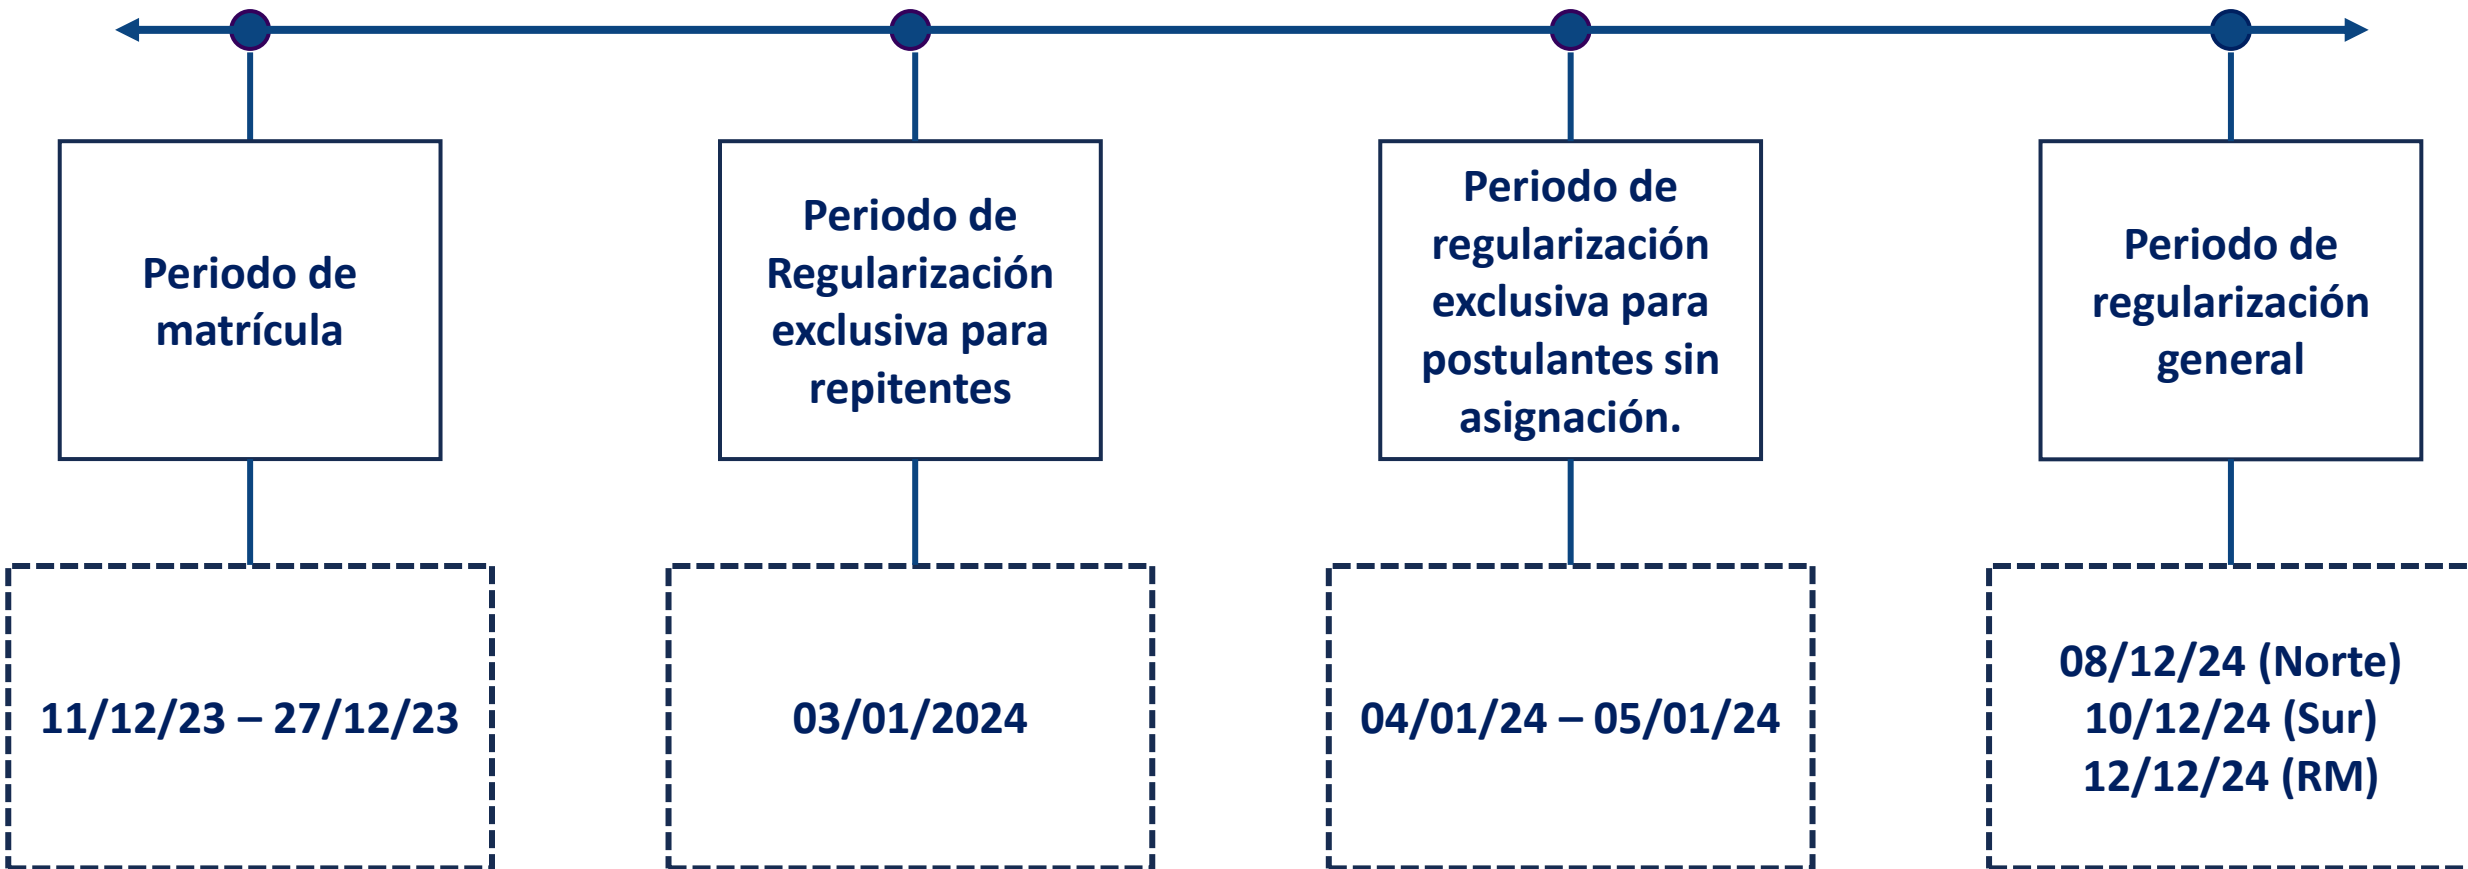 Periodo de
matrícula
Periodo de
Regularización
exclusiva para
repitentes
Periodo de
regularización
exclusiva para
postulantes sin
asignación.
Periodo de
regularización
general
11/12/23 – 27/12/23
03/01/2024
04/01/24 – 05/01/24
08/12/24 (Norte)
10/12/24 (Sur)
12/12/24 (RM)